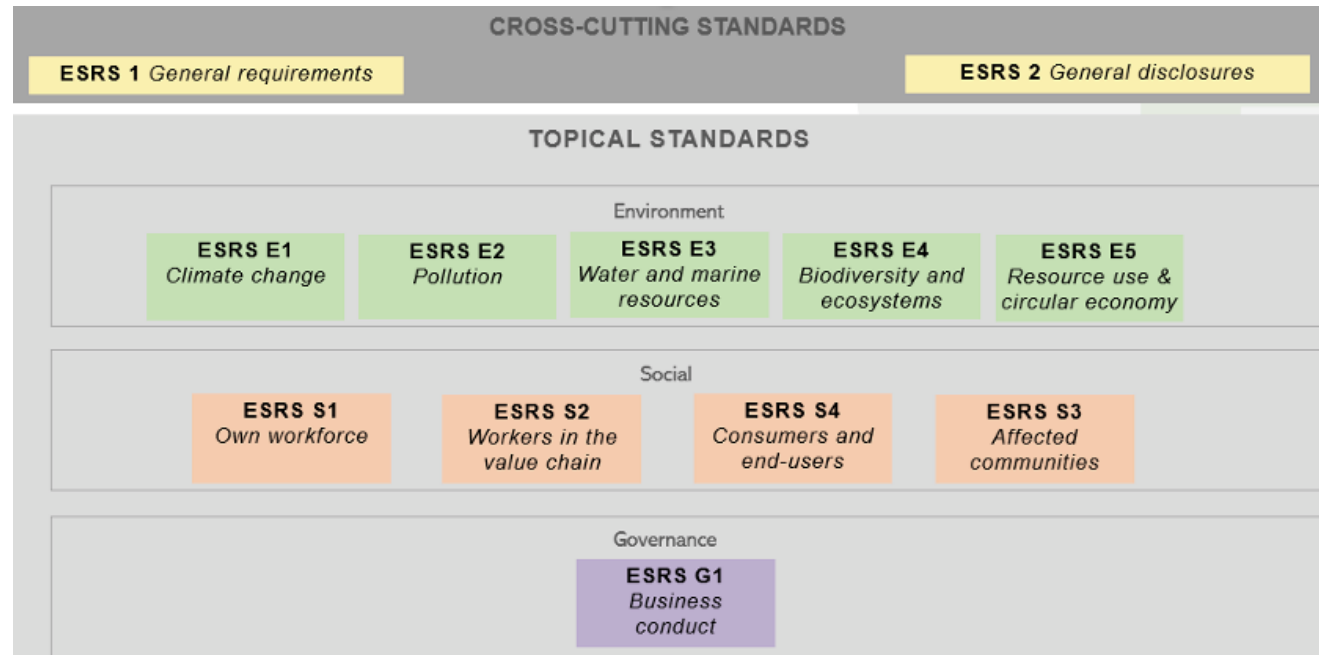 CROSS-CUTTING STANDARDS
ESRS 1 General requirements
ESRS 2 General disclosures
TOPICAL STANDARDS
Environment
ESRS E1
Climate change
ESRS E2
Pollution
ESRS E3
Water and marine
resources
ESRS E4
Biodiversity and
ecosystems
ESRS E5
Resource use &
circular economy
Social
ESRS S1
Own workforce
ESRS S2
Workers in the
value chain
ESRS S4
Consumers and
end-users
ESRS S3
Affected
communities
Governance
ESRS G1
Business
conduct